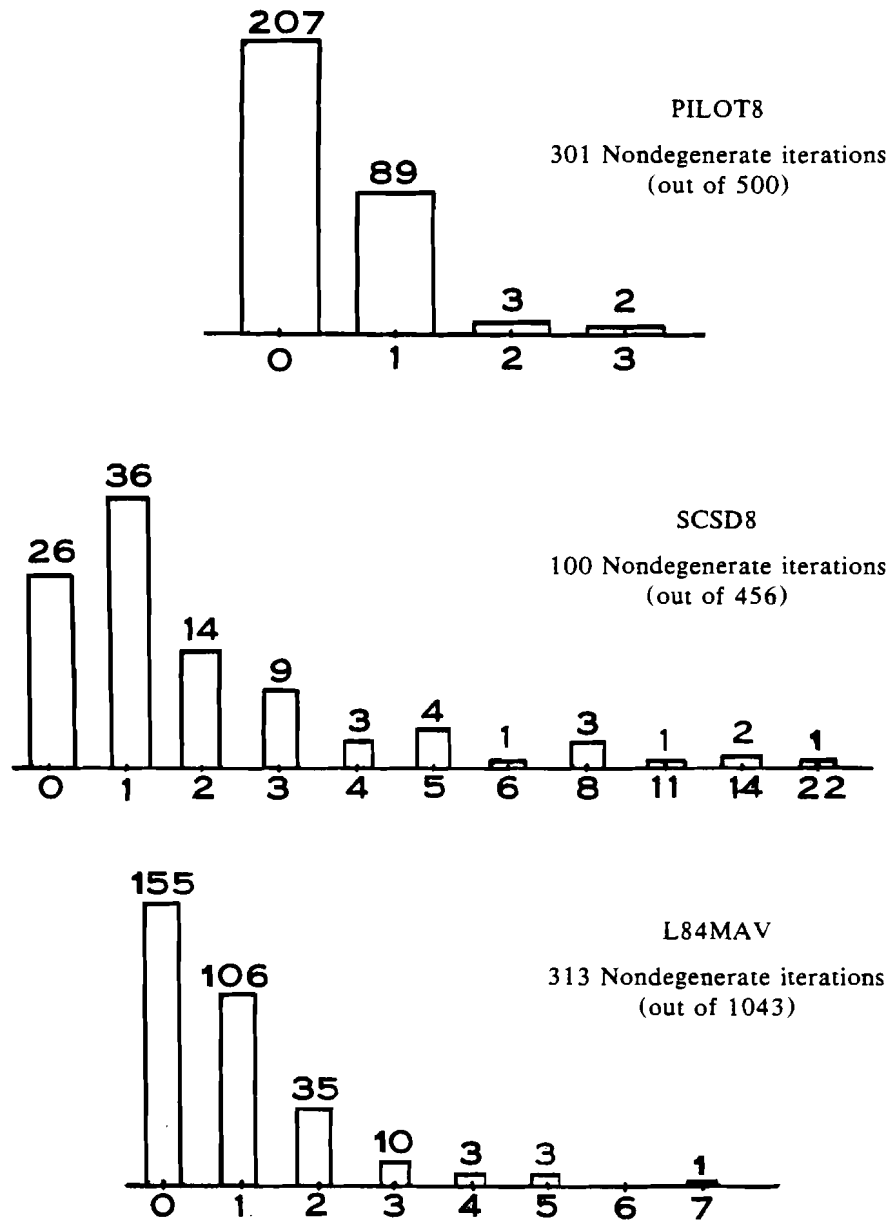 207
89
3
2
0 1 2 3
PILOT8
301 Nondegenerate iterations
(out of 500)
26
36
14
9
3
4
1
3
1
2
1
0 1 2 3 4 5 6 8 11 14 22
SCSD8
100 Nondegenerate iterations
(out of 456)
155
106
35
10
3
3
1
0 1 2 3 4 5 6 7
L84MAV
313 Nondegenerate iterations
(out of 1043)